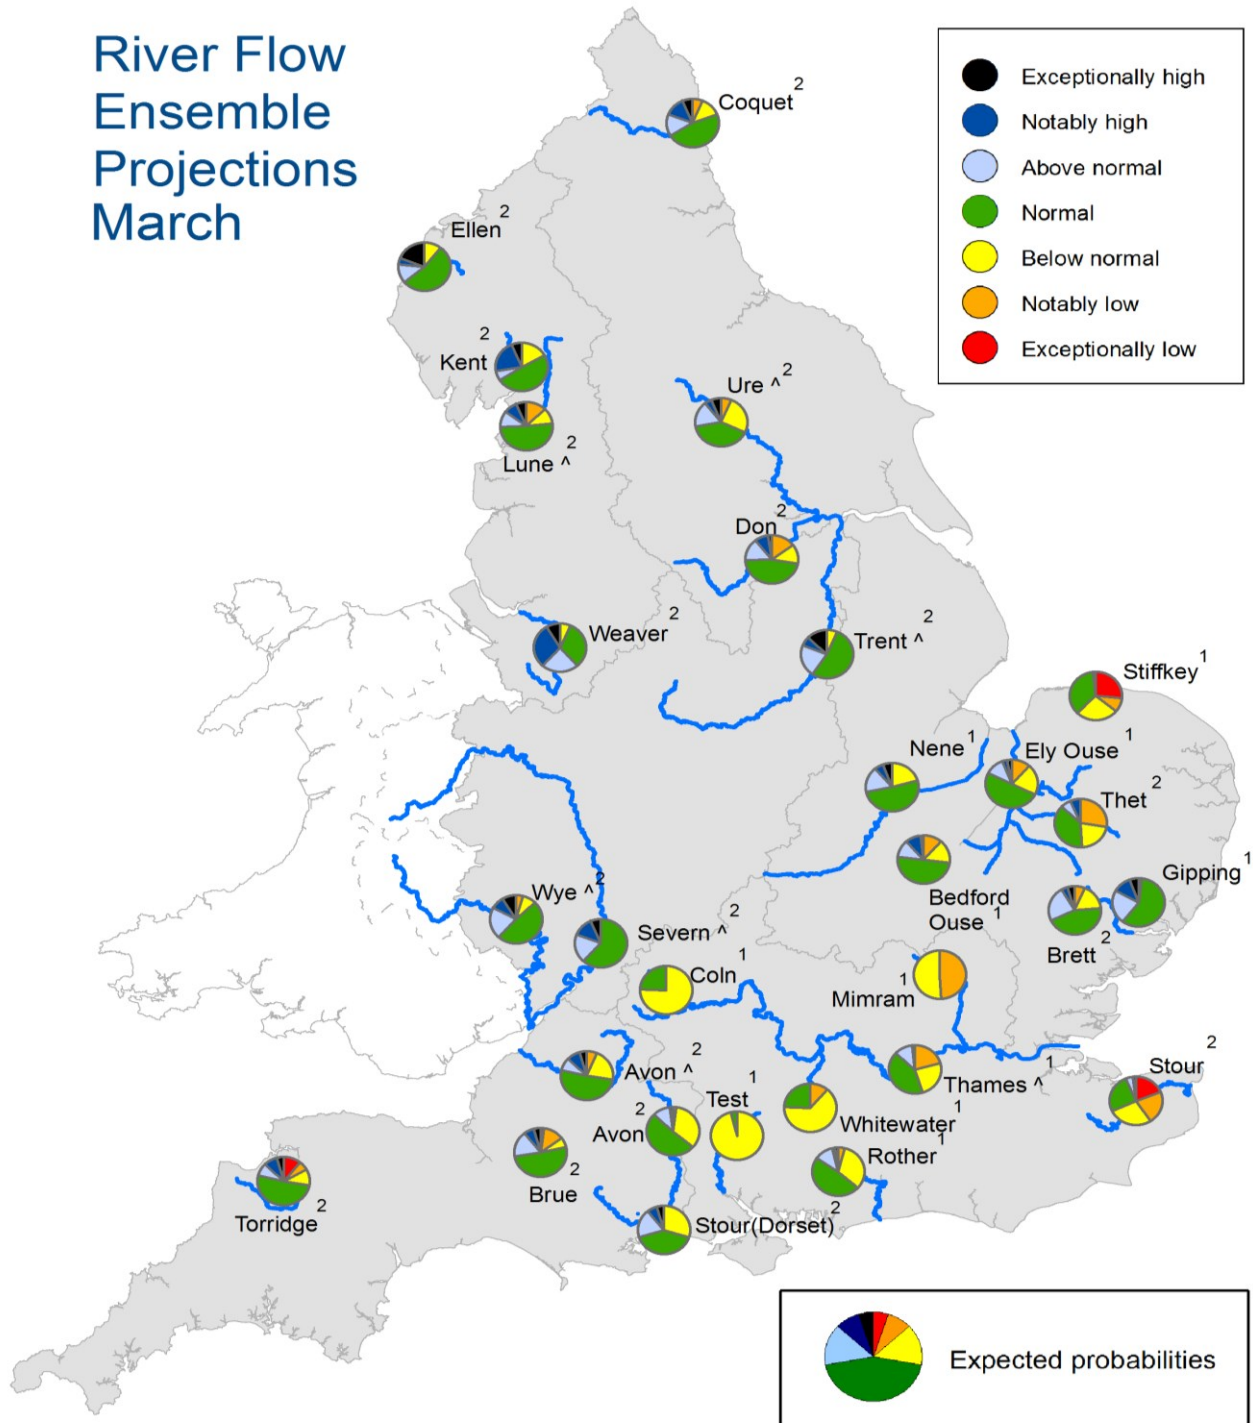 River Flow
Ensemble
Projections
March
Exceptionally high
Notably high
Above normal
Normal
Below normal
Notably low
Exceptionally low
Coquet 2
Ellen 2
Kent 2
Lune ^ 2
Ure ^ 2
Don 2
Weaver 2
Trent ^ 2
Stiffkey 1
Nene 1
Ely Ouse 1
Thet 2
Gipping 1
Bedford
Ouse 1
Brett 2
Wye ^ 2
Severn ^ 2
Coln 1
Mimram 1
Stour 2
Thames ^ 1
Avon ^ 2
Test 1
Whitewater 1
Avon 2
Rother 1
Brue 2
Torridge 2
Stour(Dorset) 2
Expected probabilities